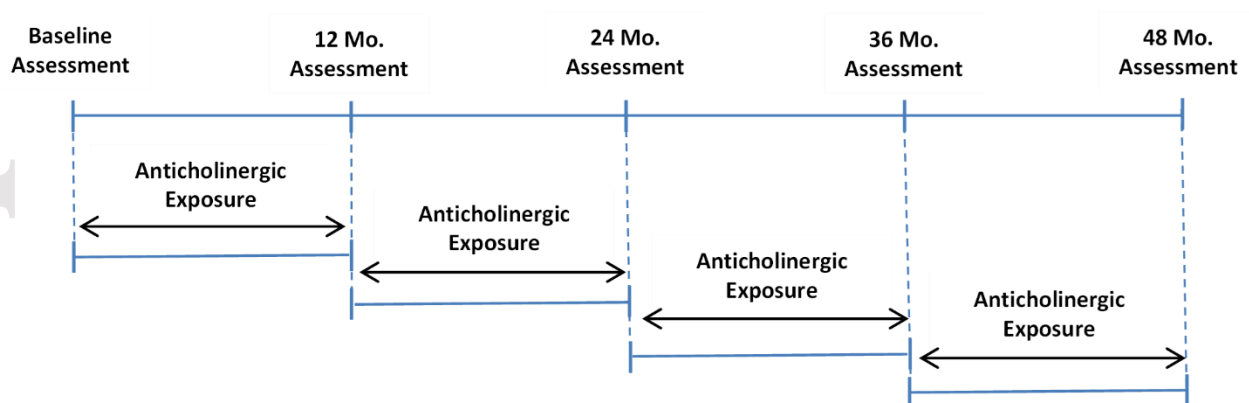 Baseline
Assessment
12 Mo.
Assessment
24 Mo.
Assessment
36 Mo.
Assessment
48 Mo.
Assessment
Anticholinergic
Exposure
Anticholinergic
Exposure
Anticholinergic
Exposure
Anticholinergic
Exposure